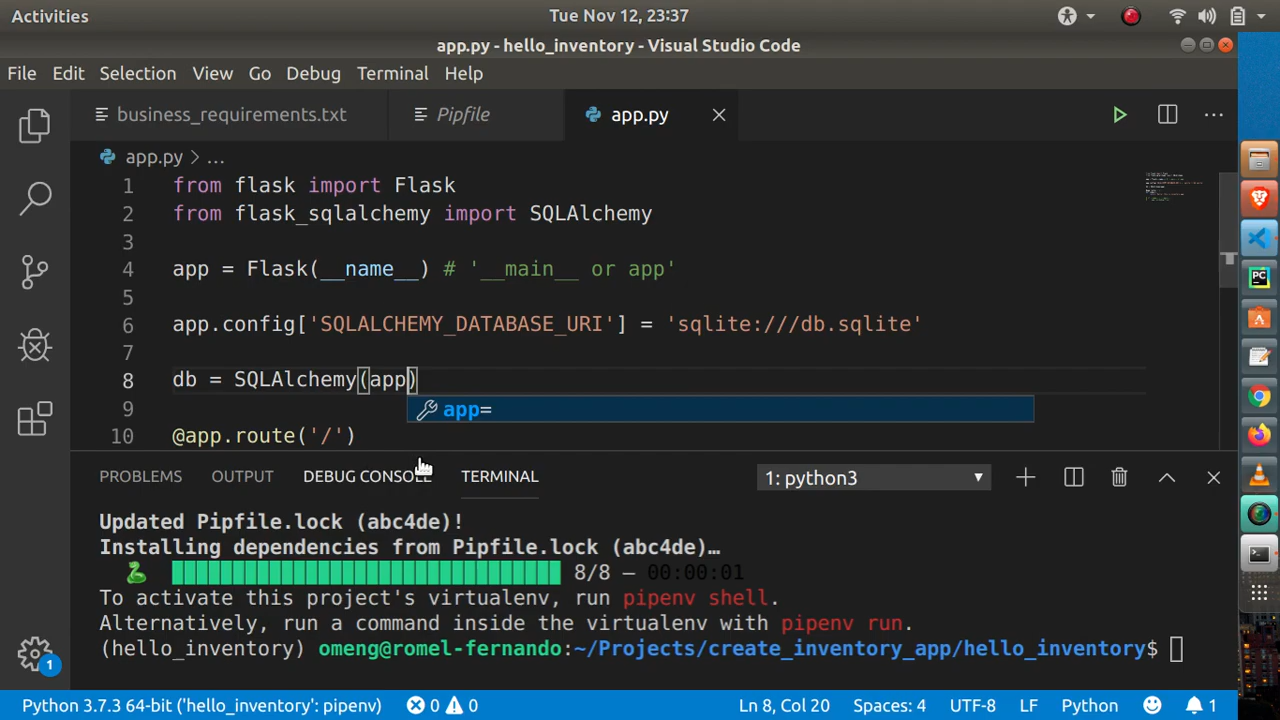 Activities
Tue Nov 12, 23:37
app.py - hello_inventory - Visual Studio Code
File Edit Selection View Go Debug Terminal Help
business_requirements.txt Pipfile app.py
app.py > ...
1 from flask import Flask
2 from flask_sqlalchemy import SQLAlchemy
3
4 app = Flask(__name__) # '__main__ or app'
5
6 app.config['SQLALCHEMY_DATABASE_URI'] = 'sqlite:///db.sqlite'
7
8 db = SQLAlchemy(app)
9 app=
10 @app.route('/')
PROBLEMS OUTPUT DEBUG CONSOLE TERMINAL 1: python3
Updated Pipfile.lock (abc4de)!
Installing dependencies from Pipfile.lock (abc4de)…
8/8 — 00:00:01
To activate this project's virtualenv, run pipenv shell.
Alternatively, run a command inside the virtualenv with pipenv run.
(hello_inventory) omeng@romel-fernando:~/Projects/create_inventory_app/hello_inventory$
1
Python 3.7.3 64-bit ('hello_inventory': pipenv) 0 0 Ln 8, Col 20 Spaces: 4 UTF-8 LF Python 1